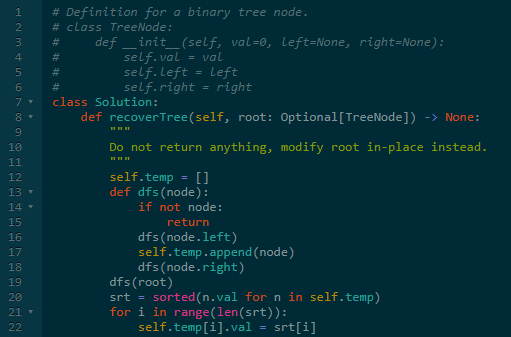 1 # Definition for a binary tree node.
2 # class TreeNode:
3 #     def __init__(self, val=0, left=None, right=None):
4 #         self.val = val
5 #         self.left = left
6 #         self.right = right
7 class Solution:
8     def recoverTree(self, root: Optional[TreeNode]) -> None:
9         """
10         Do not return anything, modify root in-place instead.
11         """
12         self.temp = []
13         def dfs(node):
14             if not node:
15                 return
16             dfs(node.left)
17             self.temp.append(node)
18             dfs(node.right)
19         dfs(root)
20         srt = sorted(n.val for n in self.temp)
21         for i in range(len(srt)):
22             self.temp[i].val = srt[i]